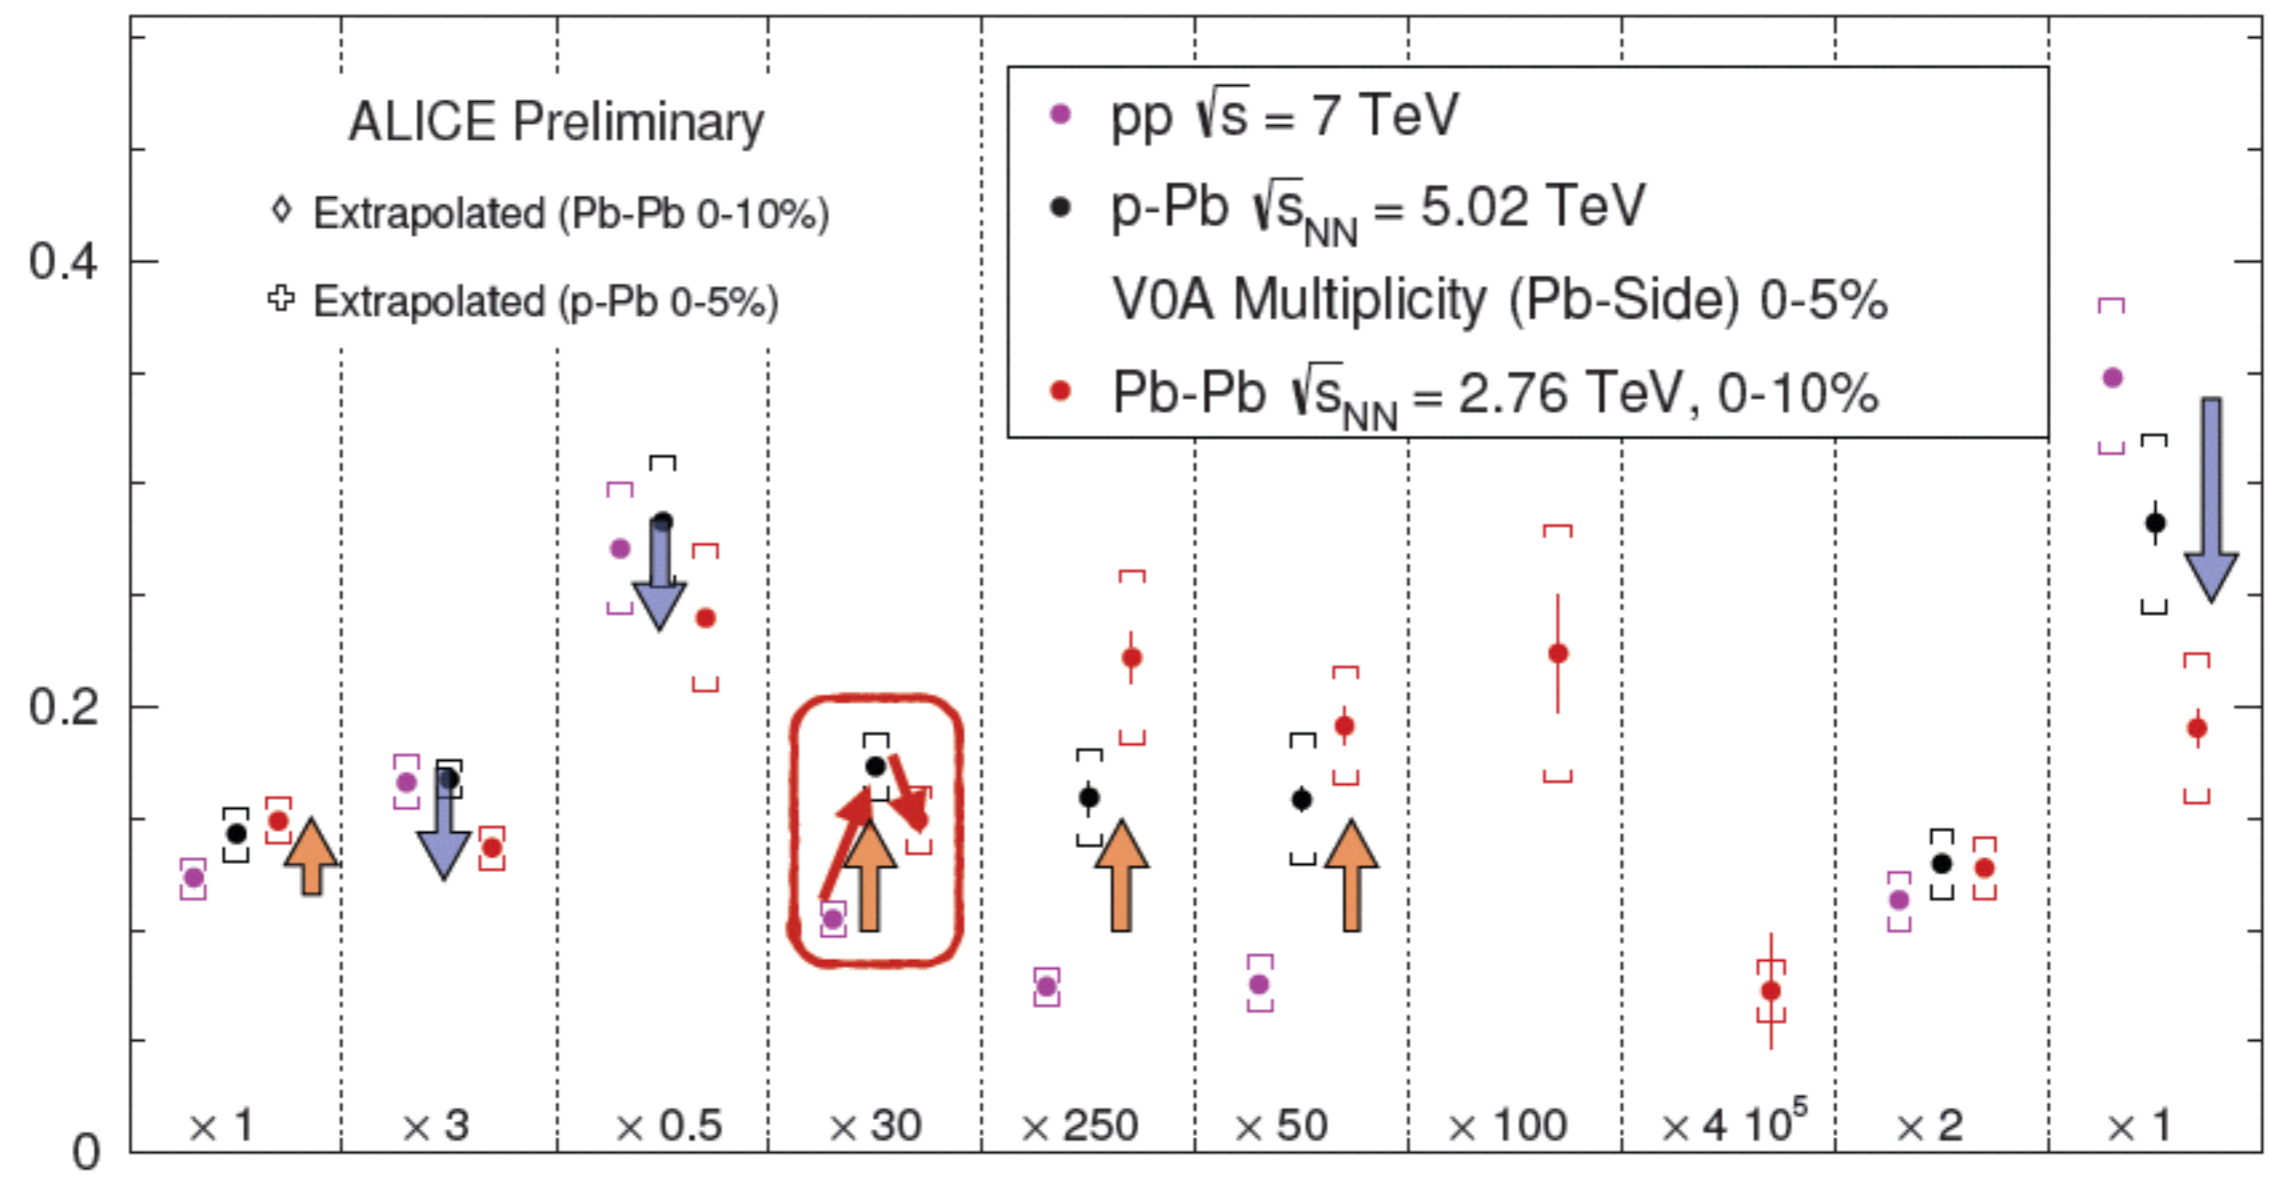 ALICE Preliminary
◊ Extrapolated (Pb-Pb 0-10%)
✚ Extrapolated (p-Pb 0-5%)
pp √s = 7 TeV
p-Pb √sNN = 5.02 TeV
V0A Multiplicity (Pb-Side) 0-5%
Pb-Pb √sNN = 2.76 TeV, 0-10%
0.4
0.2
0
× 1 × 3 × 0.5 × 30 × 250 × 50 × 100 × 4 10⁵ × 2 × 1